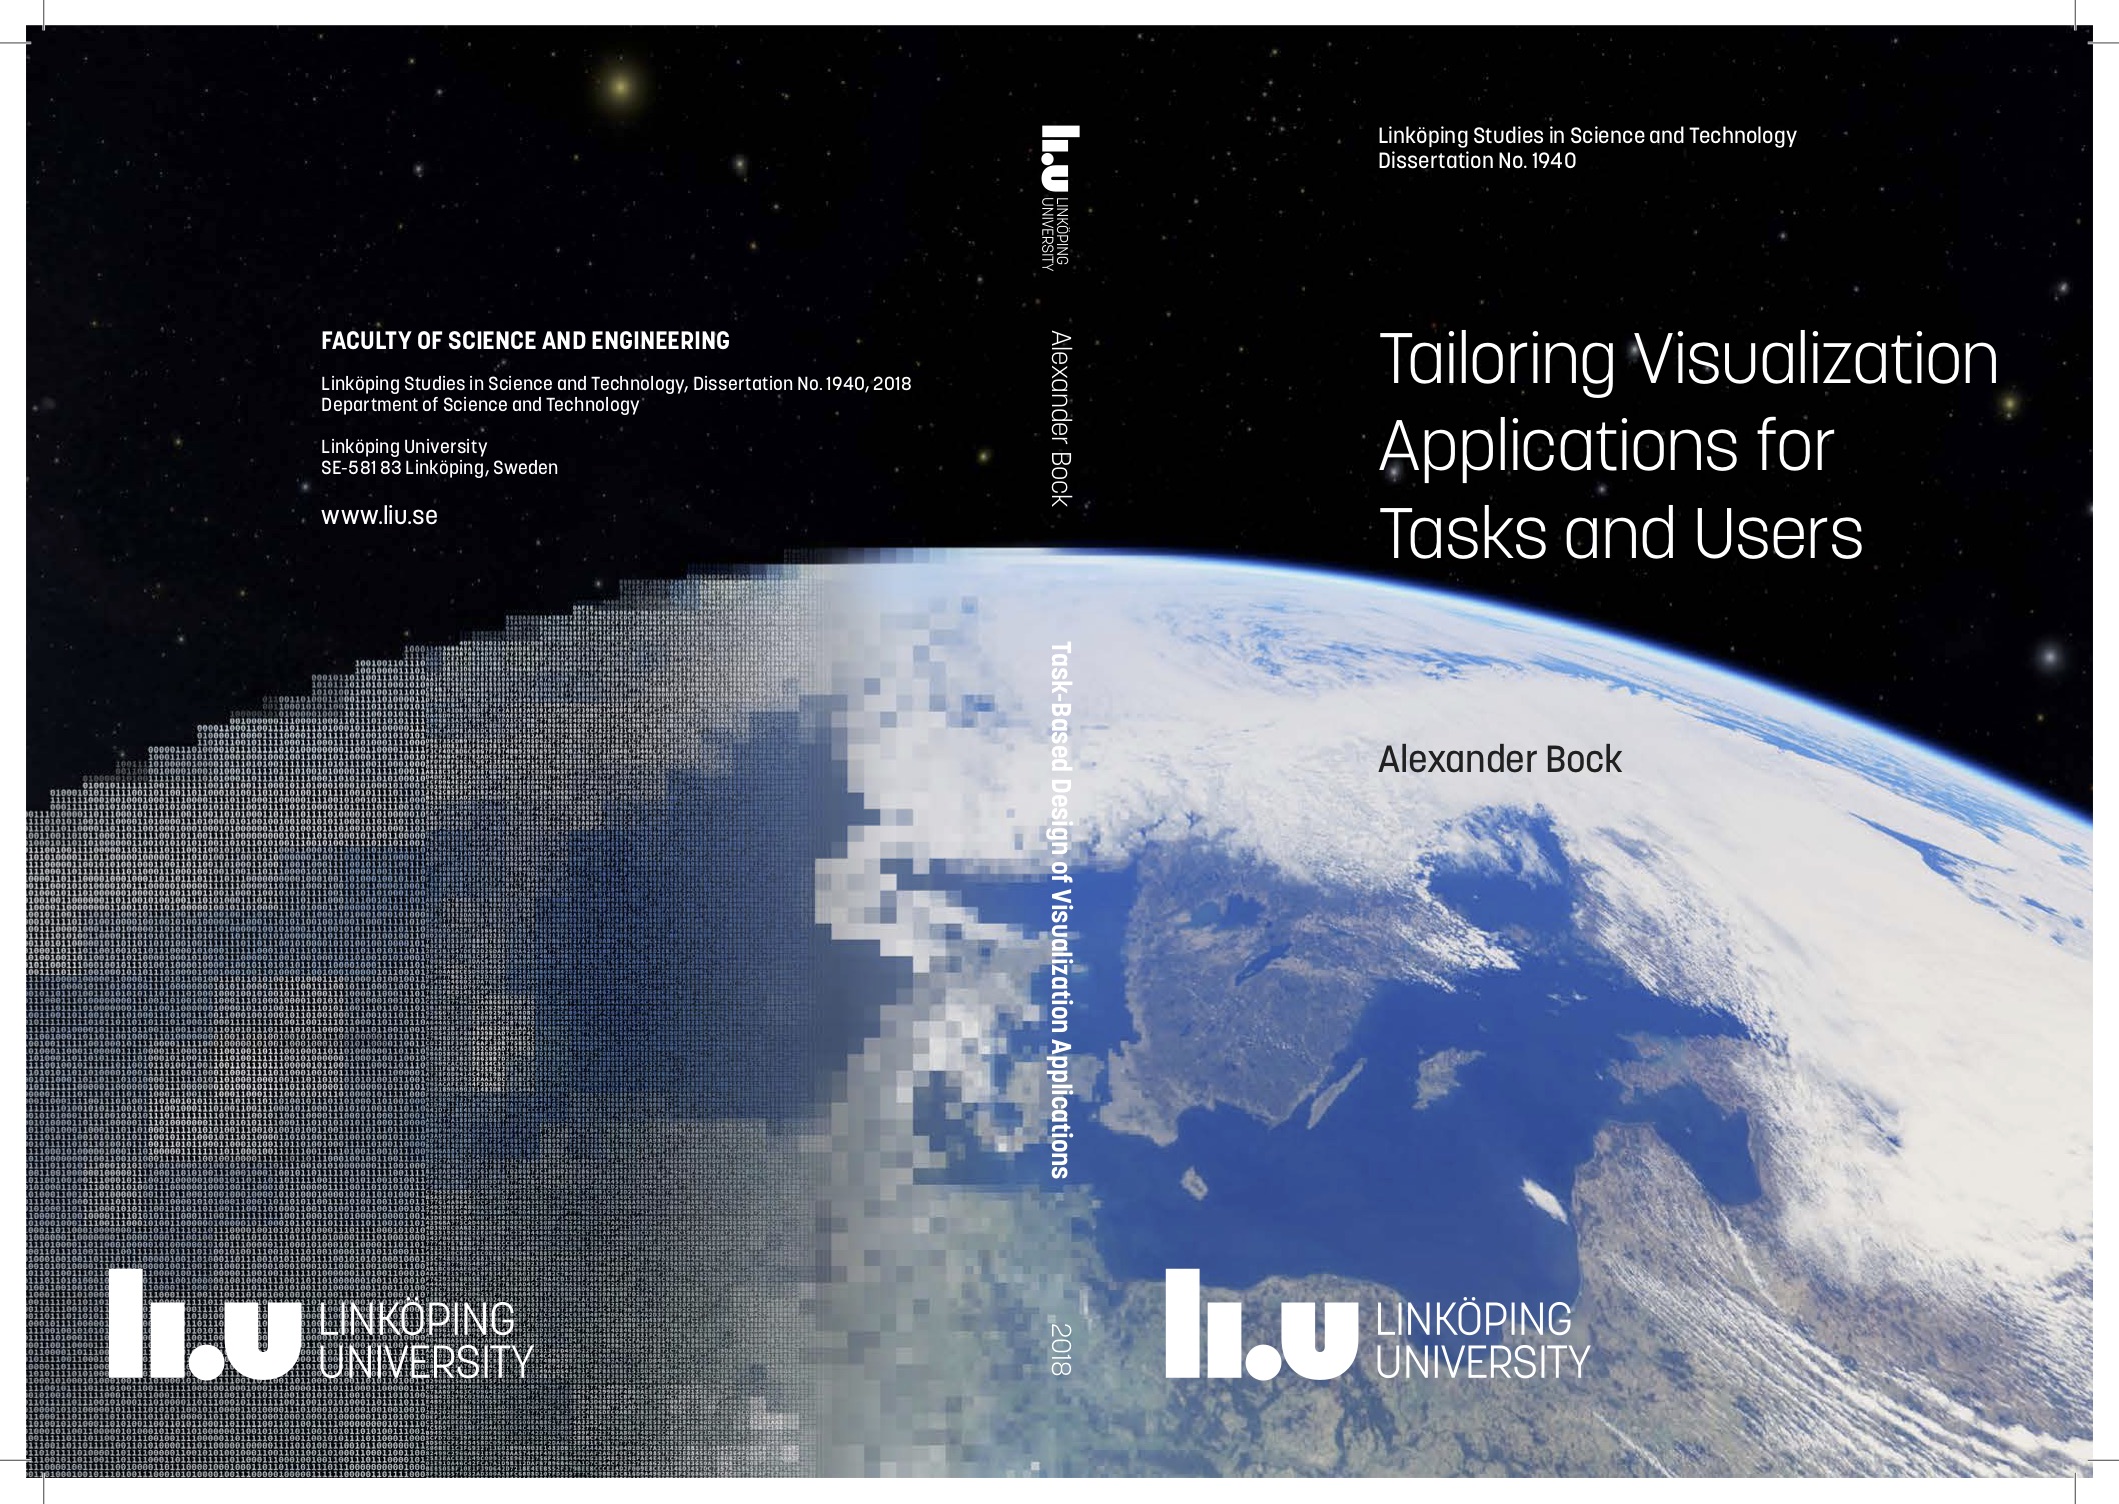 FACULTY OF SCIENCE AND ENGINEERING
Linköping Studies in Science and Technology, Dissertation No. 1940, 2018
Department of Science and Technology
Linköping University
SE-581 83 Linköping, Sweden
www.liu.se
li.u LINKÖPING
UNIVERSITY
li.u
LINKÖPING
UNIVERSITY
Alexander Bock
Task-Based Design of Visualization Applications
2018
Linköping Studies in Science and Technology
Dissertation No. 1940
Tailoring Visualization
Applications for
Tasks and Users
Alexander Bock
li.u LINKÖPING
UNIVERSITY